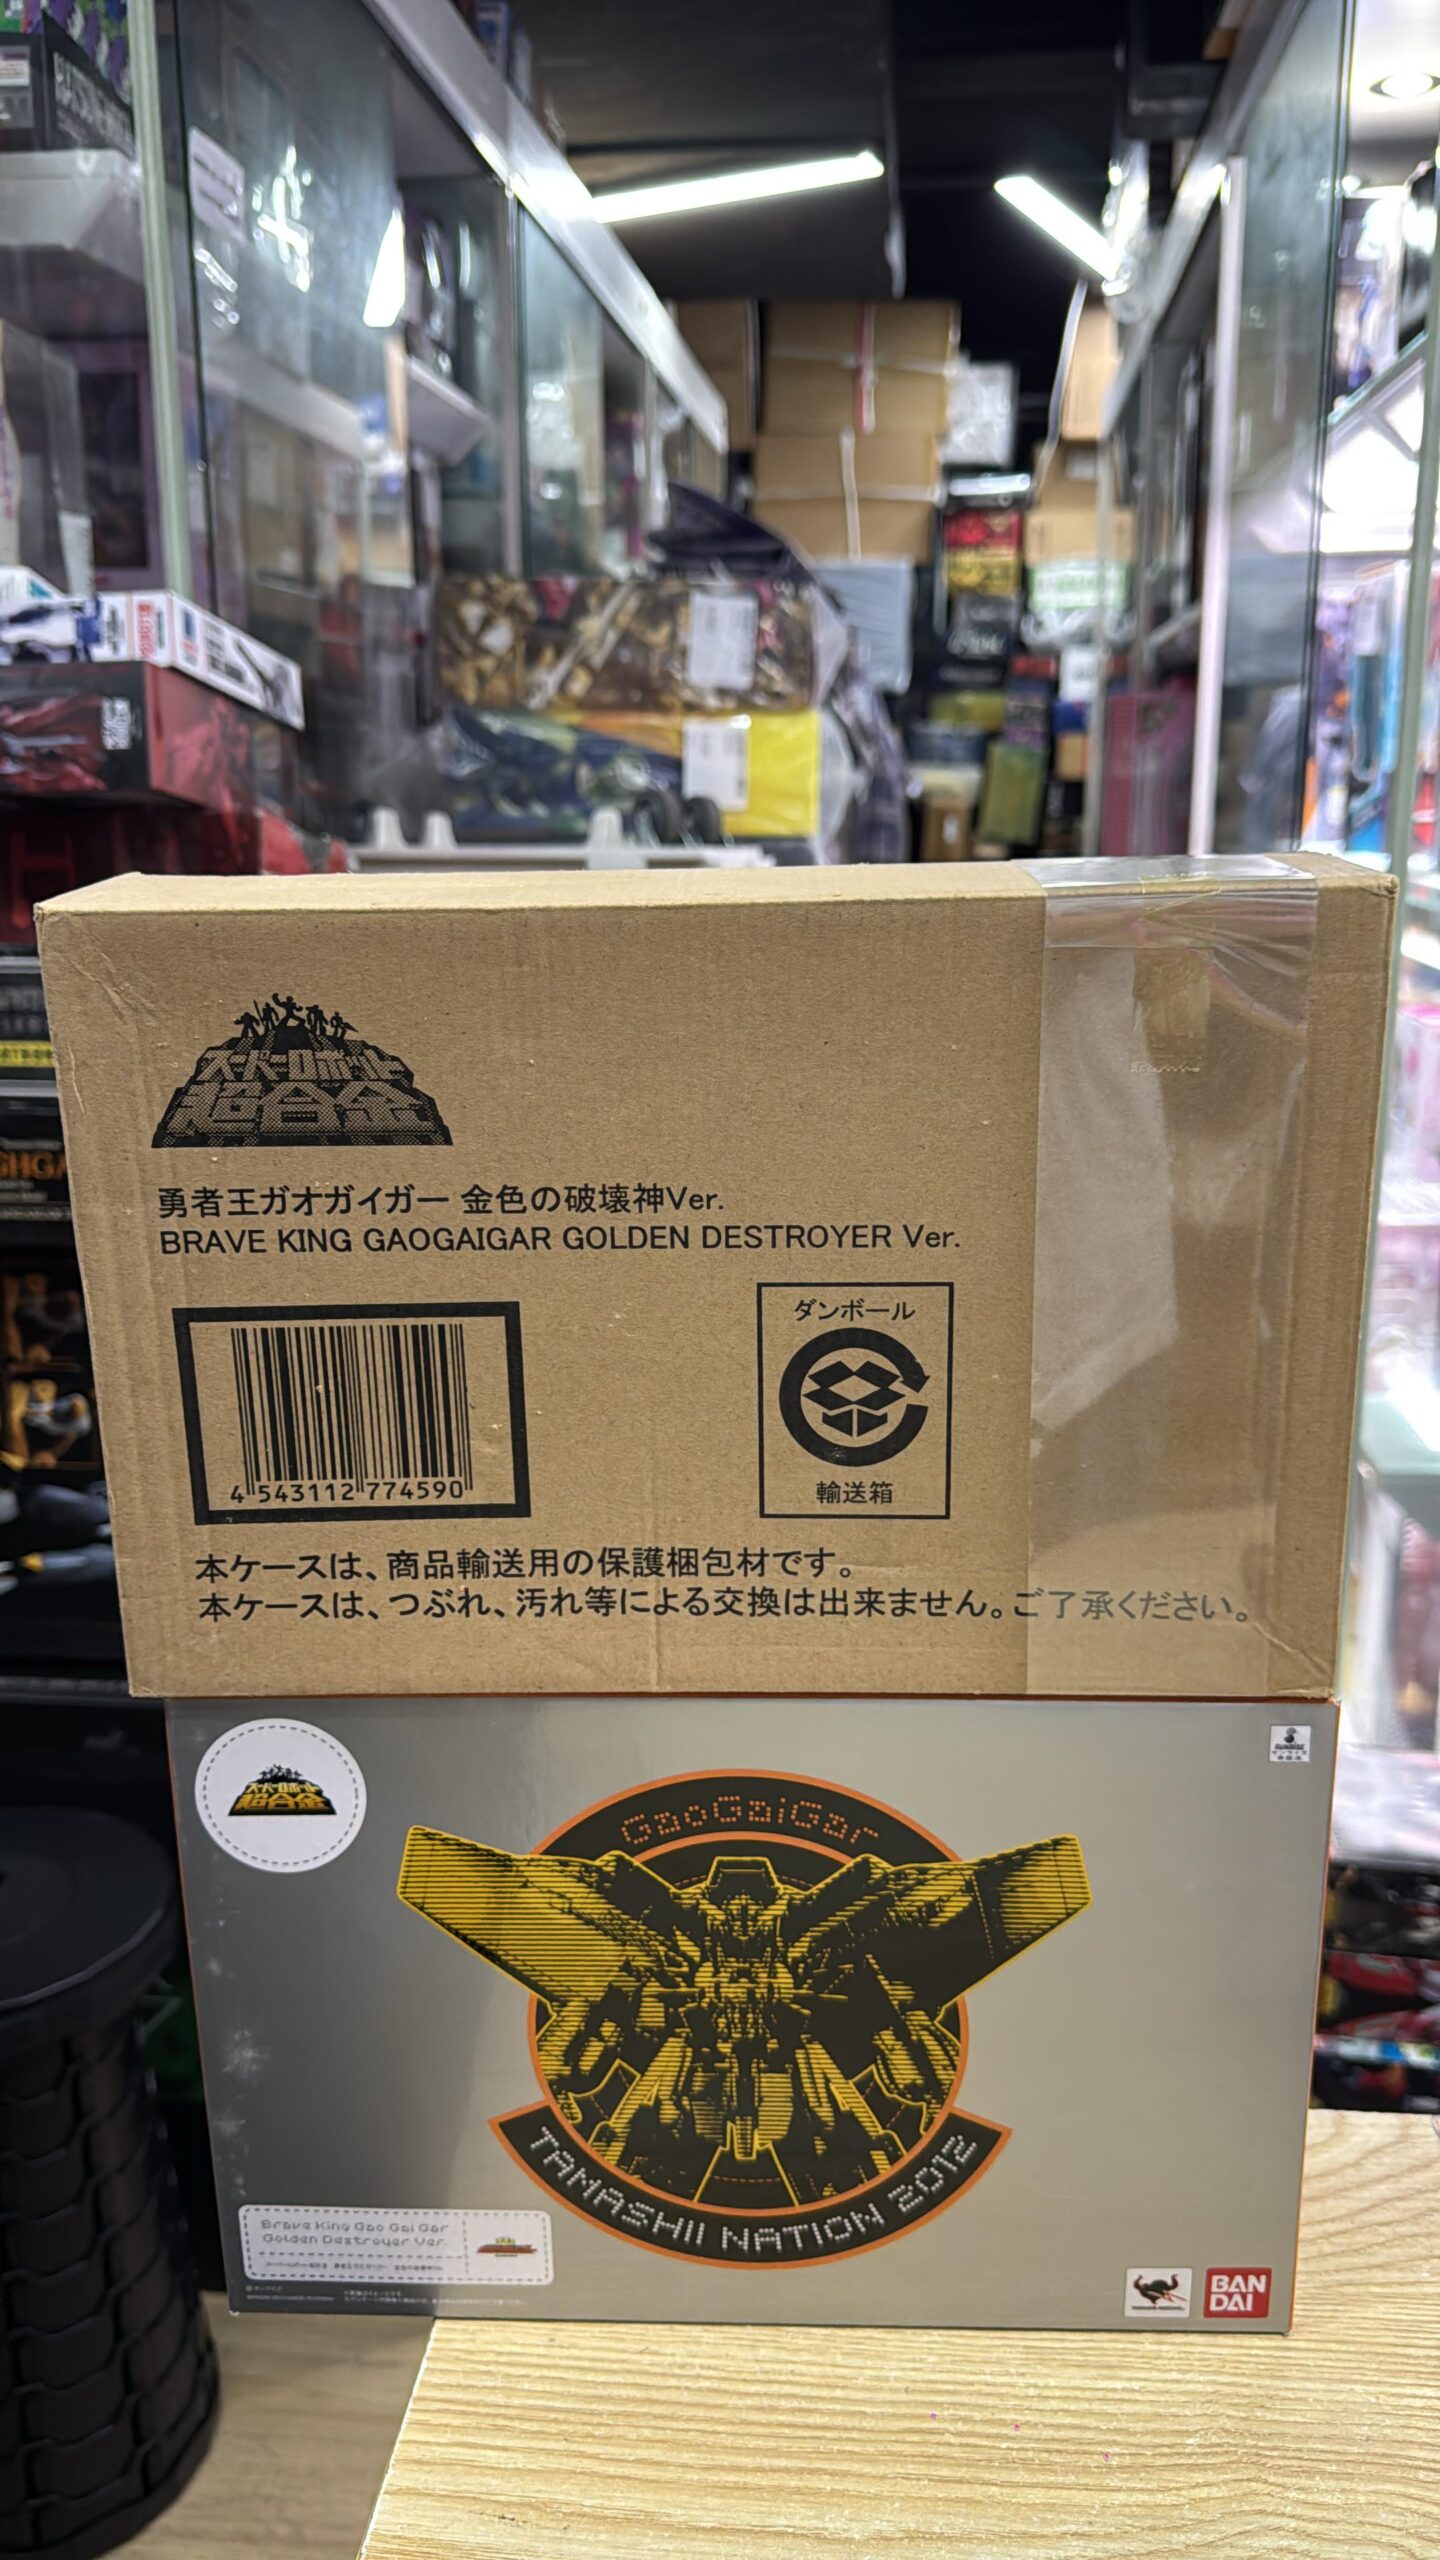 スーパーロボット
超合金
勇者王ガオガイガー 金色の破壊神Ver.
BRAVE KING GAOGAIGAR GOLDEN DESTROYER Ver.
4 543112 774590
ダンボール
輸送箱
本ケースは、商品輸送用の保護梱包材です。
本ケースは、つぶれ、汚れ等による交換は出来ません。ご了承ください。
スーパーロボット
超合金
GaoGaiGar
TAMASHII NATION 2012
Brave King Gao Gai Gar
Golden Destroyer Ver.
BAN
DAI